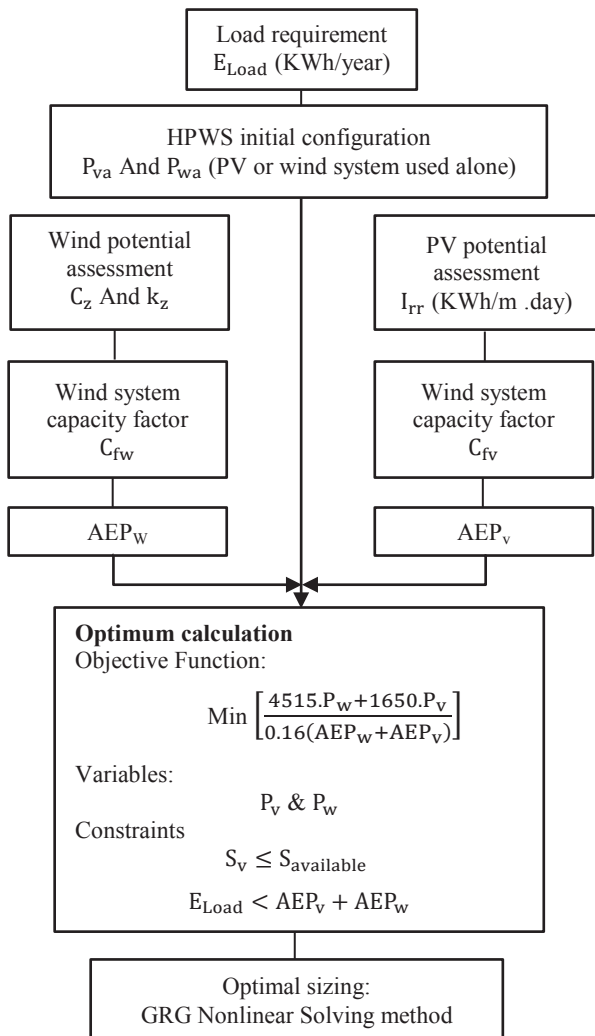 Load requirement
E_Load (KWh/year)
HPWS initial configuration
P_va And P_wa (PV or wind system used alone)
Wind potential
assessment
C_z And k_z
PV potential
assessment
I_rr (KWh/m .day)
Wind system
capacity factor
C_fw
Wind system
capacity factor
C_fv
AEP_W
AEP_v
Optimum calculation
Objective Function:
Min [(4515.P_w+1650.P_v)/(0.16(AEP_w+AEP_v))]
Variables:
P_v & P_w
Constraints
S_v ≤ S_available
E_Load < AEP_v + AEP_w
Optimal sizing:
GRG Nonlinear Solving method